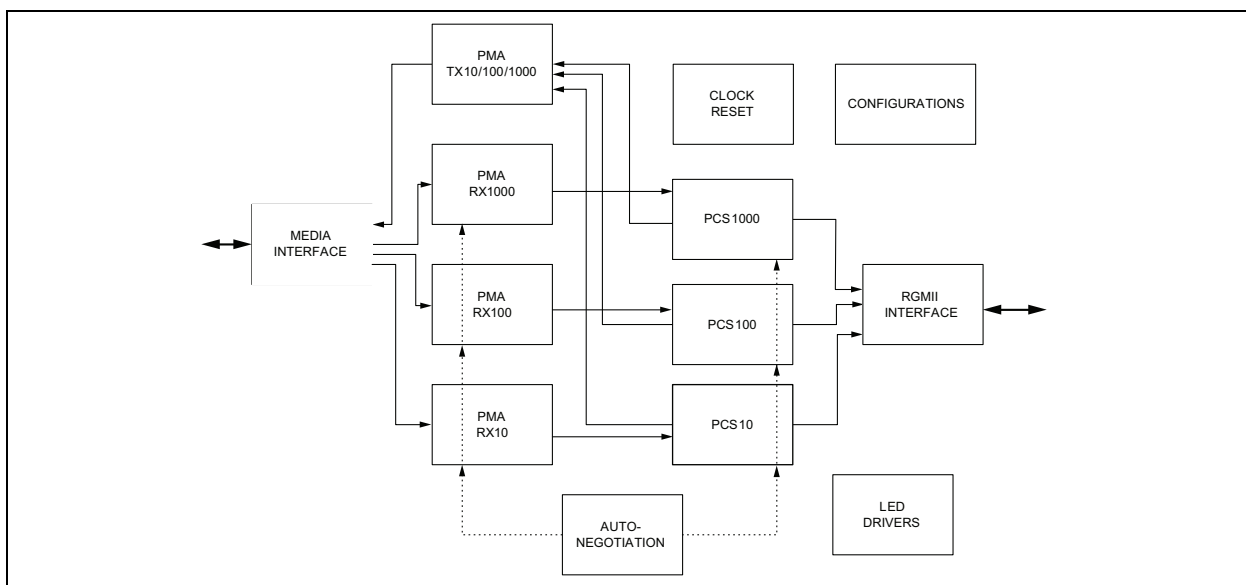 PMA
TX10/100/1000
CLOCK
RESET
CONFIGURATIONS
PMA
RX1000
PCS1000
MEDIA
INTERFACE
PMA
RX100
PCS100
RGMII
INTERFACE
PMA
RX10
PCS10
AUTO-
NEGOTIATION
LED
DRIVERS